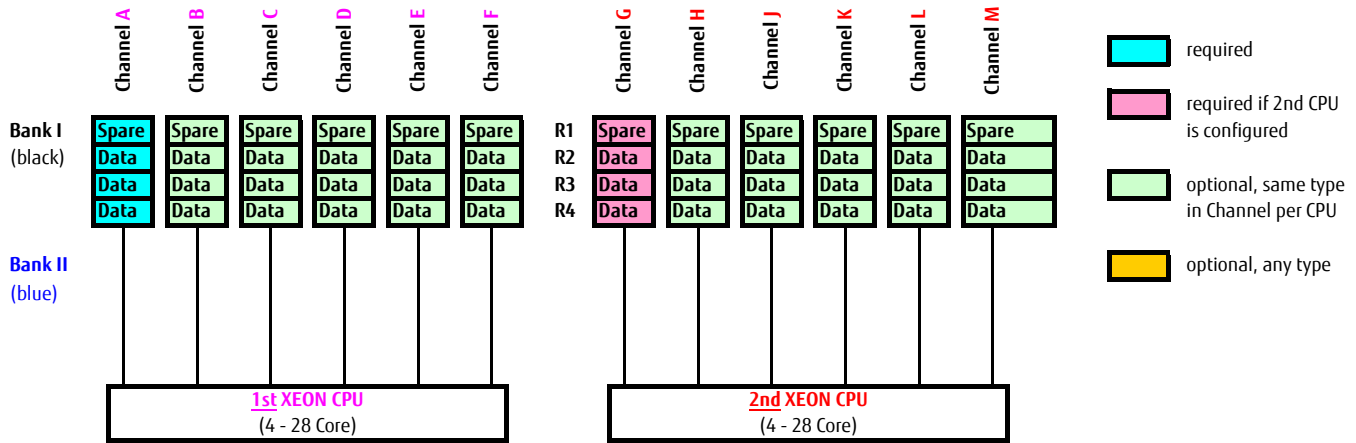 Channel A
Channel B
Channel C
Channel D
Channel E
Channel F
Channel G
Channel H
Channel J
Channel K
Channel L
Channel M
Bank I
(black)
Spare Spare Spare Spare Spare Spare R1 Spare Spare Spare Spare Spare Spare
Data Data Data Data Data Data R2 Data Data Data Data Data Data
Data Data Data Data Data Data R3 Data Data Data Data Data Data
Data Data Data Data Data Data R4 Data Data Data Data Data Data
Bank II
(blue)
1st XEON CPU
(4 - 28 Core)
2nd XEON CPU
(4 - 28 Core)
required
required if 2nd CPU
is configured
optional, same type
in Channel per CPU
optional, any type